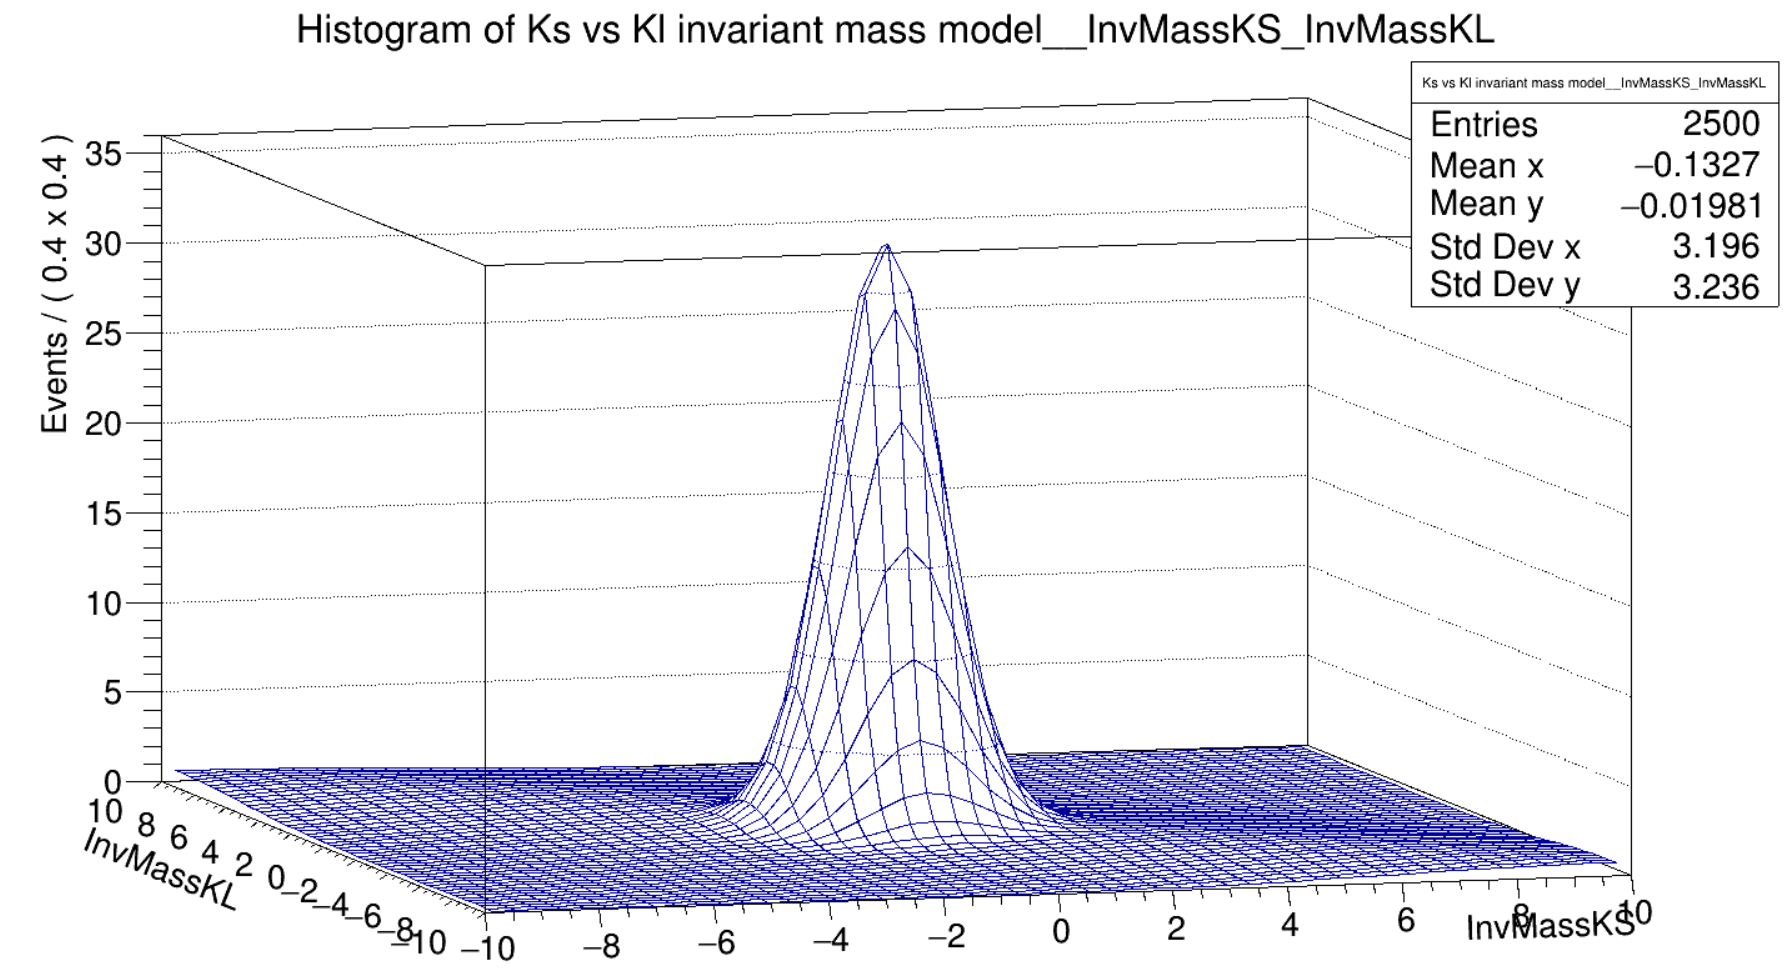 Histogram of Ks vs Kl invariant mass model__InvMassKS_InvMassKL
Ks vs Kl invariant mass model__InvMassKS_InvMassKL
Entries 2500
Mean x −0.1327
Mean y −0.01981
Std Dev x 3.196
Std Dev y 3.236
Events / ( 0.4 x 0.4 )
35
30
25
20
15
10
5
0
10 8 6 4 2 0 −2 −4 −6 −8 −10
InvMassKL
−10 −8 −6 −4 −2 0 2 4 6 8 10
InvMassKS